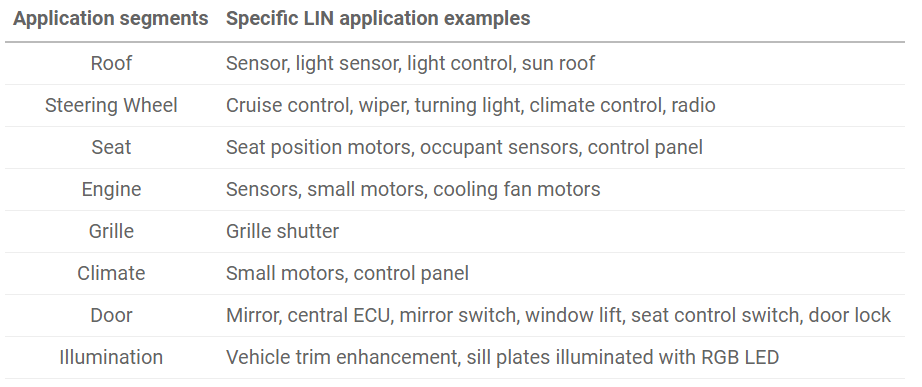 Application segments Specific LIN application examples
Roof Sensor, light sensor, light control, sun roof
Steering Wheel Cruise control, wiper, turning light, climate control, radio
Seat Seat position motors, occupant sensors, control panel
Engine Sensors, small motors, cooling fan motors
Grille Grille shutter
Climate Small motors, control panel
Door Mirror, central ECU, mirror switch, window lift, seat control switch, door lock
Illumination Vehicle trim enhancement, sill plates illuminated with RGB LED